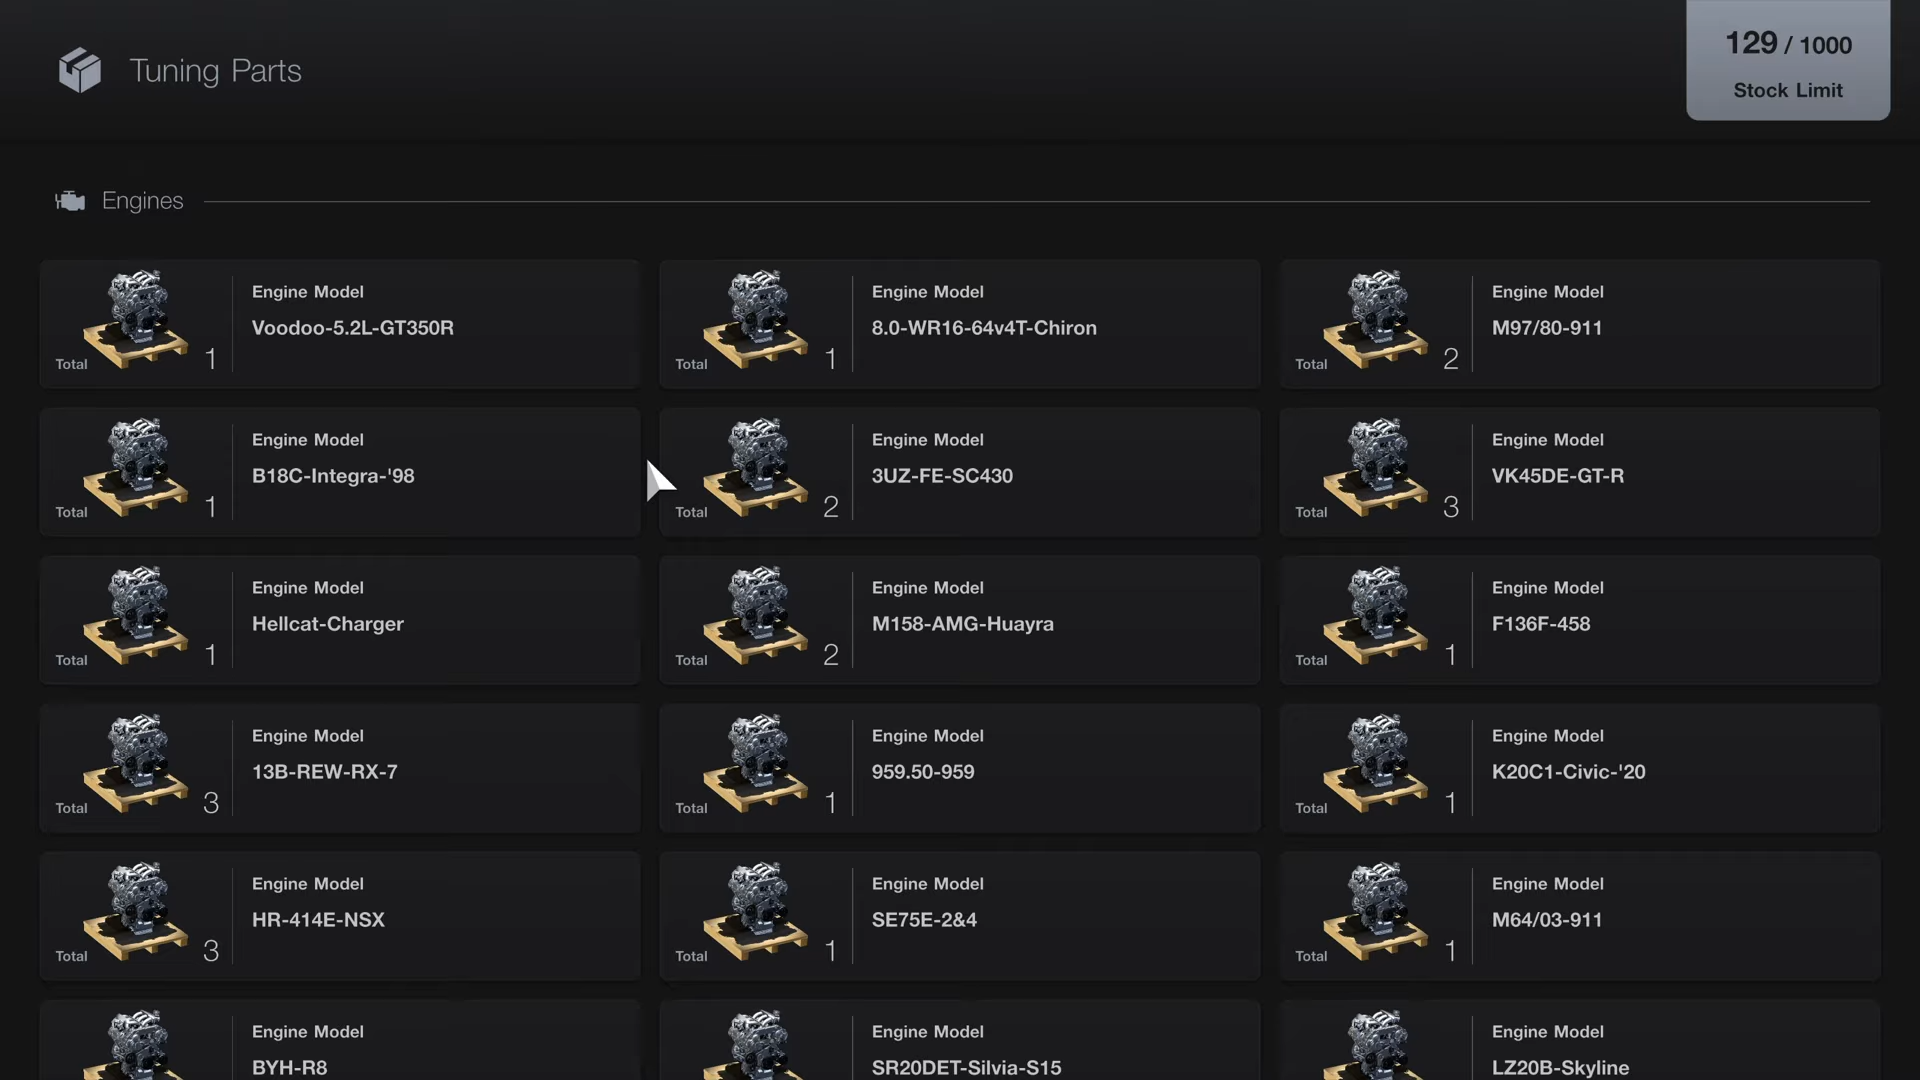 Tuning Parts
129 / 1000
Stock Limit
Engines
Engine Model
Voodoo-5.2L-GT350R
Total 1
Engine Model
8.0-WR16-64v4T-Chiron
Total 1
Engine Model
M97/80-911
Total 2
Engine Model
B18C-Integra-'98
Total 1
Engine Model
3UZ-FE-SC430
Total 2
Engine Model
VK45DE-GT-R
Total 3
Engine Model
Hellcat-Charger
Total 1
Engine Model
M158-AMG-Huayra
Total 2
Engine Model
F136F-458
Total 1
Engine Model
13B-REW-RX-7
Total 3
Engine Model
959.50-959
Total 1
Engine Model
K20C1-Civic-'20
Total 1
Engine Model
HR-414E-NSX
Total 3
Engine Model
SE75E-2&4
Total 1
Engine Model
M64/03-911
Total 1
Engine Model
BYH-R8
Engine Model
SR20DET-Silvia-S15
Engine Model
LZ20B-Skyline